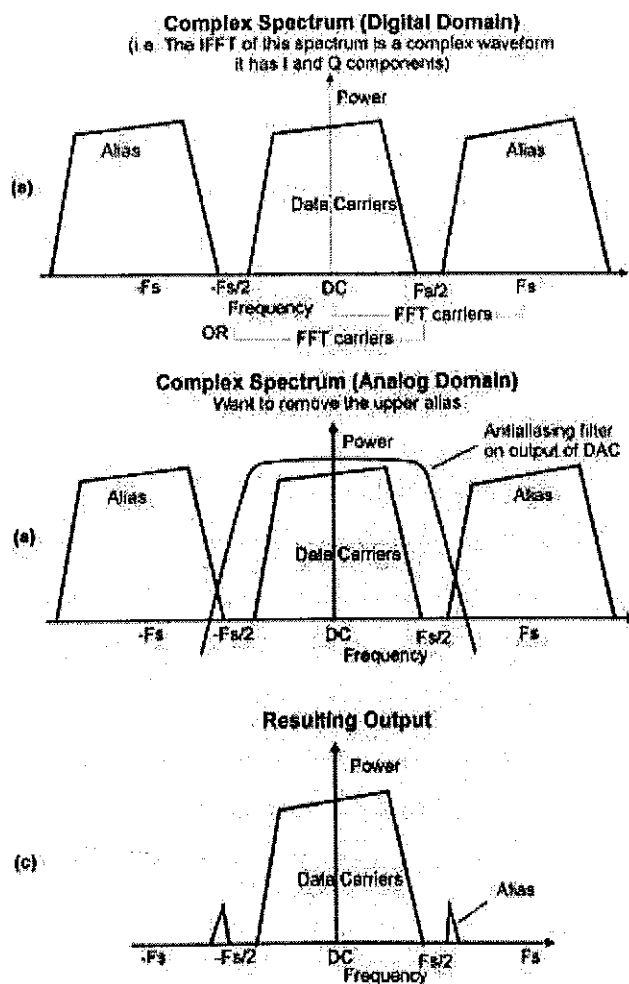 Complex Spectrum (Digital Domain)
(i.e. The IFFT of this spectrum is a complex waveform
it has I and Q components)
Power
Alias
Alias
(a)
Data Carriers
-Fs
-Fs/2
DC
Fs/2
Fs
Frequency
FFT carriers
OR
FFT carriers
Complex Spectrum (Analog Domain)
Want to remove the upper alias
Power
Antialiasing filter
on output of DAC
Alias
Alias
(a)
Data Carriers
-Fs
-Fs/2
DC
Fs/2
Fs
Frequency
Resulting Output
Power
(c)
Data Carriers
Alias
-Fs
-Fs/2
DC
Fs/2
Fs
Frequency